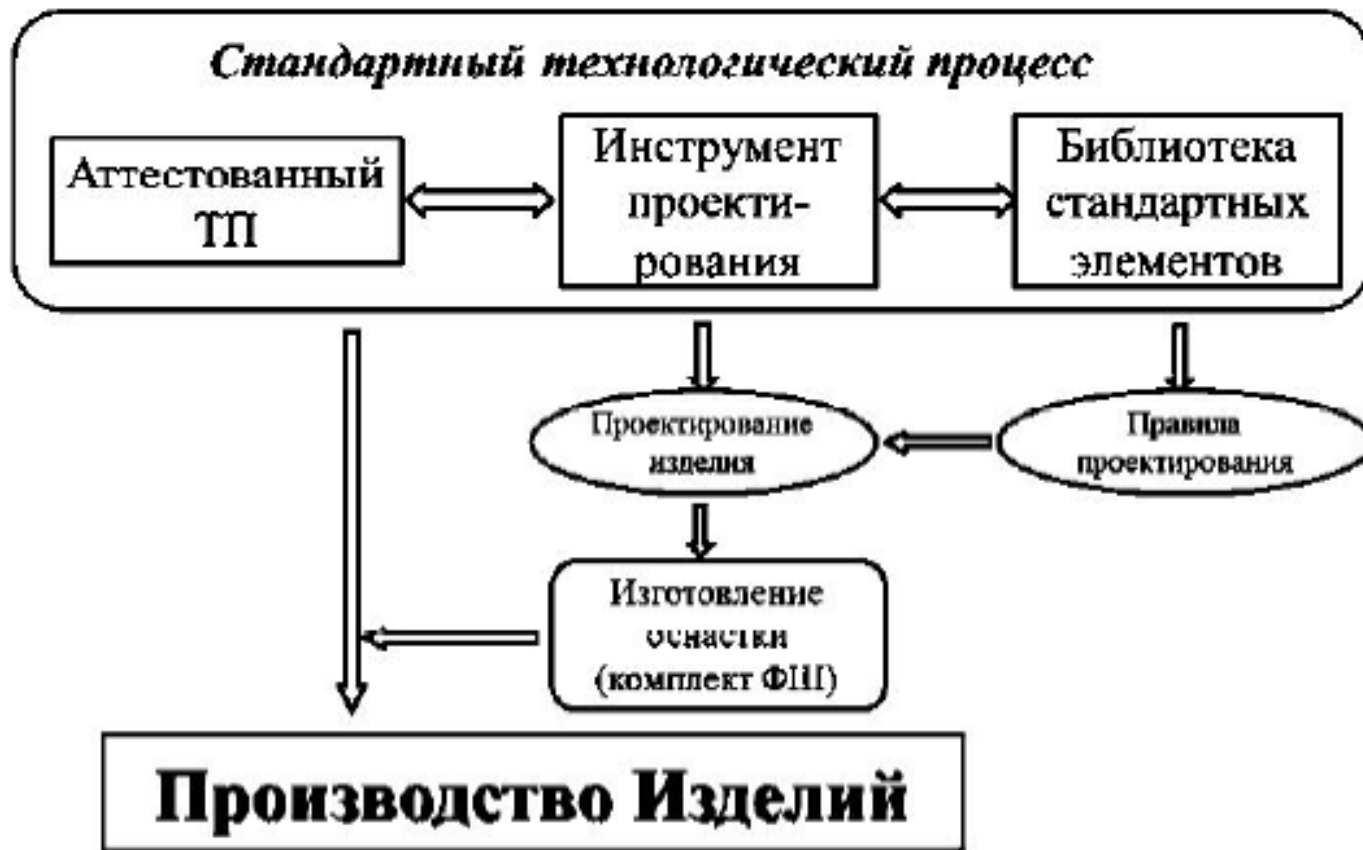 Стандартный технологический процесс
Аттестованный
ТП
Инструмент
проекти-
рования
Библиотека
стандартных
элементов
Проектирование
изделия
Правила
проектирования
Изготовление
оснастки
(комплект ФШ)
Производство Изделий